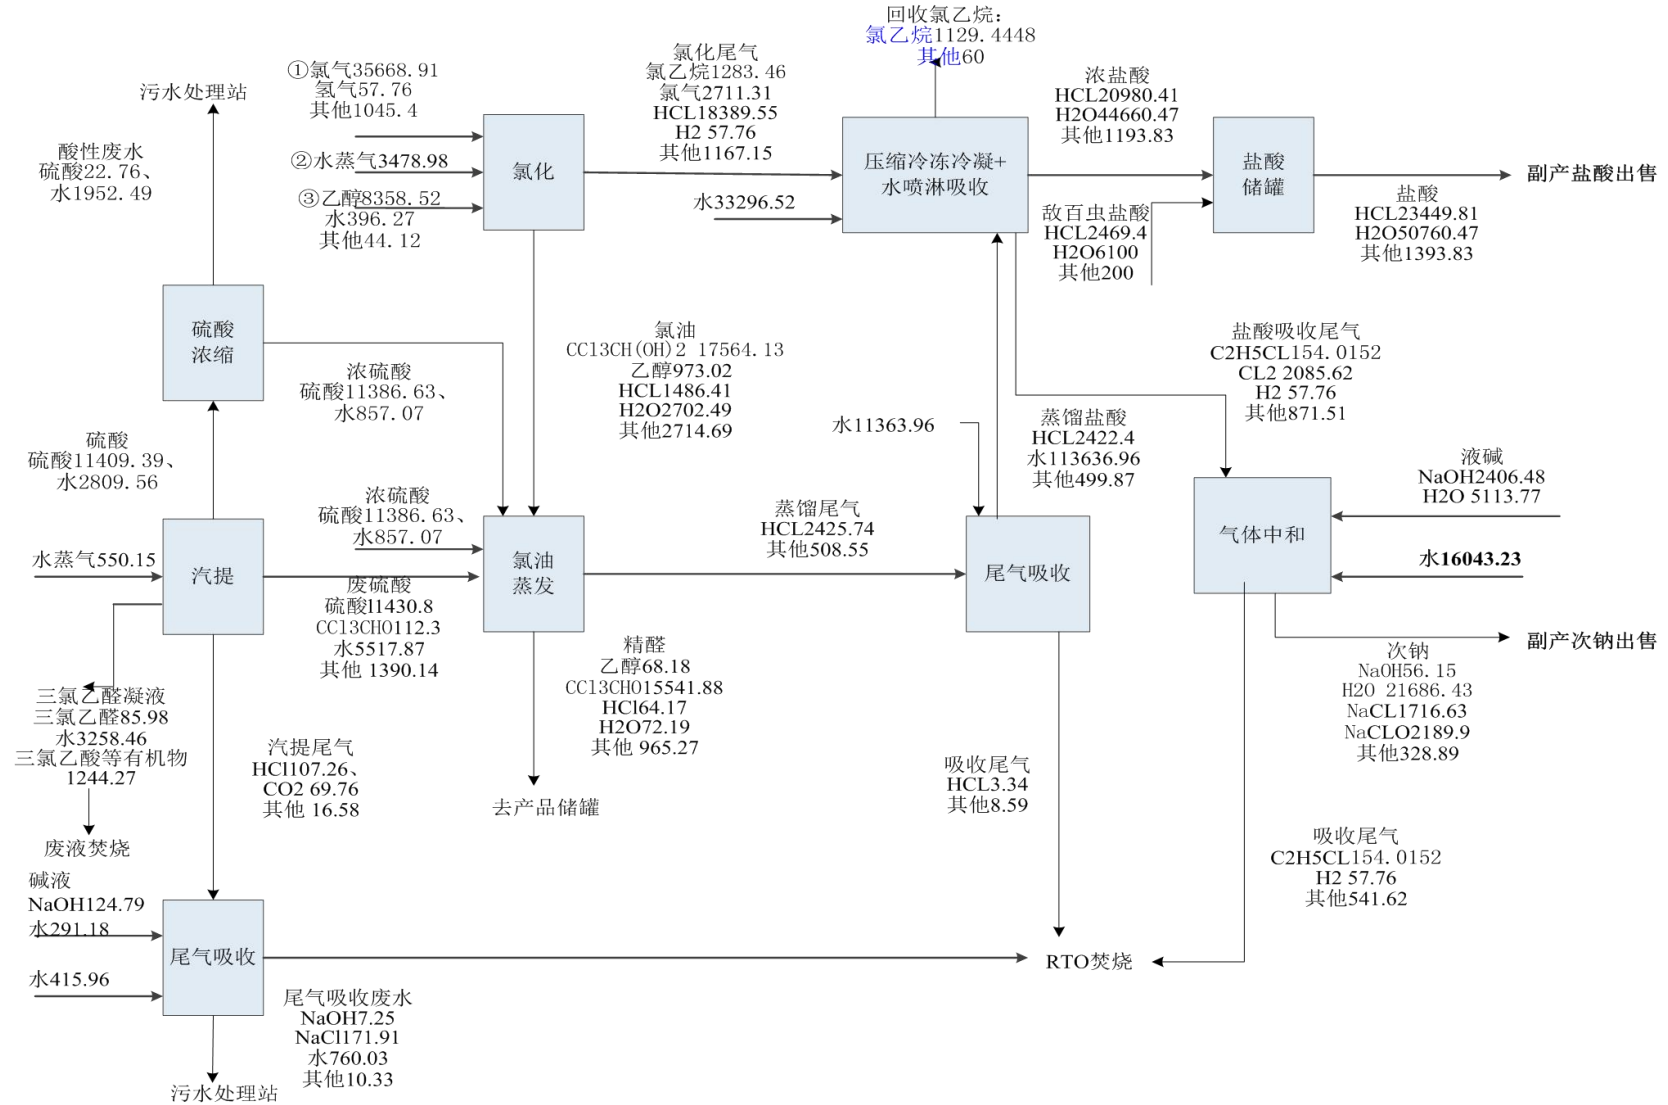 回收氯乙烷：
氯乙烷1129.4448
其他60
污水处理站
①氯气35668.91
氢气57.76
其他1045.4
②水蒸气3478.98
③乙醇8358.52
水396.27
其他44.12
氯化
氯化尾气
氯乙烷1283.46
氯气2711.31
HCL18389.55
H2 57.76
其他1167.15
水33296.52
压缩冷冻冷凝+
水喷淋吸收
浓盐酸
HCL20980.41
H2O44660.47
其他1193.83
敌百虫盐酸
HCL2469.4
H2O6100
其他200
盐酸
储罐
副产盐酸出售
盐酸
HCL23449.81
H2O50760.47
其他1393.83
酸性废水
硫酸22.76、
水1952.49
硫酸
浓缩
浓硫酸
硫酸11386.63、
水857.07
氯油
CCl3CH(OH)2 17564.13
乙醇973.02
HCL1486.41
H2O2702.49
其他2714.69
盐酸吸收尾气
C2H5CL154.0152
CL2 2085.62
H2 57.76
其他871.51
水11363.96
蒸馏盐酸
HCL2422.4
水113636.96
其他499.87
硫酸
硫酸11409.39、
水2809.56
浓硫酸
硫酸11386.63、
水857.07
水蒸气550.15
汽提
废硫酸
硫酸11430.8
CCl3CHO112.3
水5517.87
其他 1390.14
氯油
蒸发
蒸馏尾气
HCL2425.74
其他508.55
尾气吸收
气体中和
液碱
NaOH2406.48
H2O 5113.77
水16043.23
副产次钠出售
次钠
NaOH56.15
H2O 21686.43
NaCL1716.63
NaCLO2189.9
其他328.89
三氯乙醛凝液
三氯乙醛85.98
水3258.46
三氯乙酸等有机物
1244.27
废液焚烧
汽提尾气
HCl107.26、
CO2 69.76
其他 16.58
精醛
乙醇68.18
CCl3CHO15541.88
HCl64.17
H2O72.19
其他 965.27
去产品储罐
吸收尾气
HCL3.34
其他8.59
吸收尾气
C2H5CL154.0152
H2 57.76
其他541.62
碱液
NaOH124.79
水291.18
水415.96
尾气吸收
RTO焚烧
尾气吸收废水
NaOH7.25
NaCl171.91
水760.03
其他10.33
污水处理站